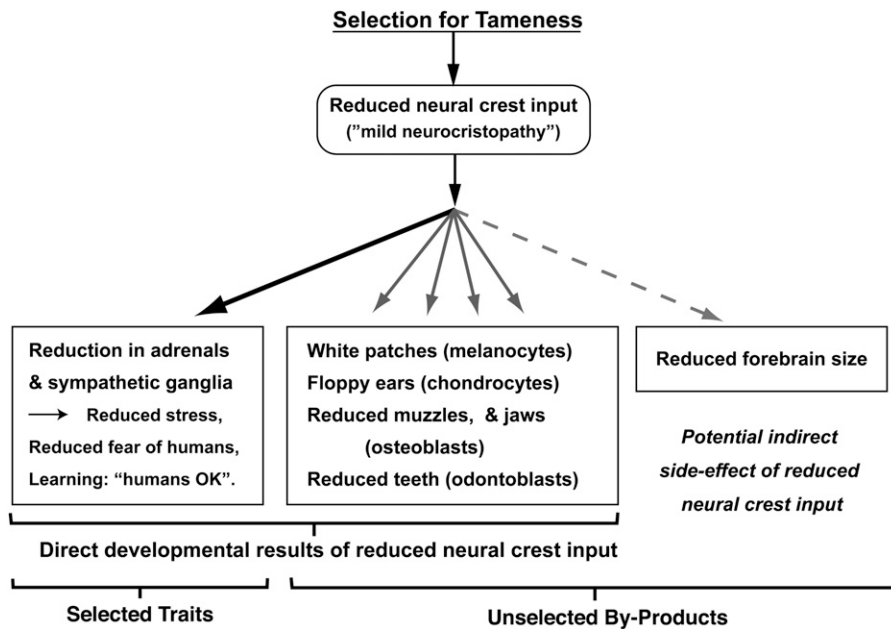 Selection for Tameness
Reduced neural crest input
(”mild neurocristopathy”)
Reduction in adrenals
& sympathetic ganglia
Reduced stress,
Reduced fear of humans,
Learning: “humans OK”.
White patches (melanocytes)
Floppy ears (chondrocytes)
Reduced muzzles, & jaws
(osteoblasts)
Reduced teeth (odontoblasts)
Reduced forebrain size
Potential indirect
side-effect of reduced
neural crest input
Direct developmental results of reduced neural crest input
Selected Traits
Unselected By-Products